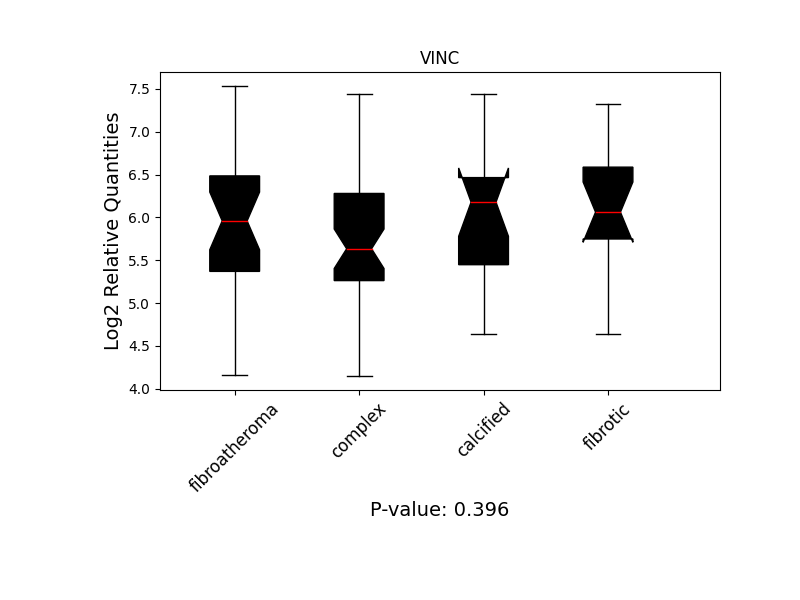 VINC
Log2 Relative Quantities
7.5
7.0
6.5
6.0
5.5
5.0
4.5
4.0
fibroatheroma
complex
calcified
fibrotic
P-value: 0.396